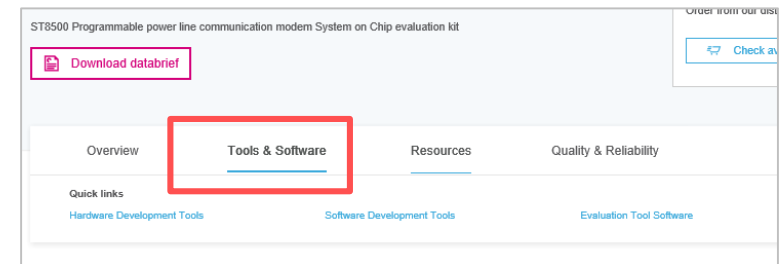 Order from our dist
ST8500 Programmable power line communication modem System on Chip evaluation kit
Download databrief
Check av
Overview Tools & Software Resources Quality & Reliability
Quick links
Hardware Development Tools Software Development Tools Evaluation Tool Software